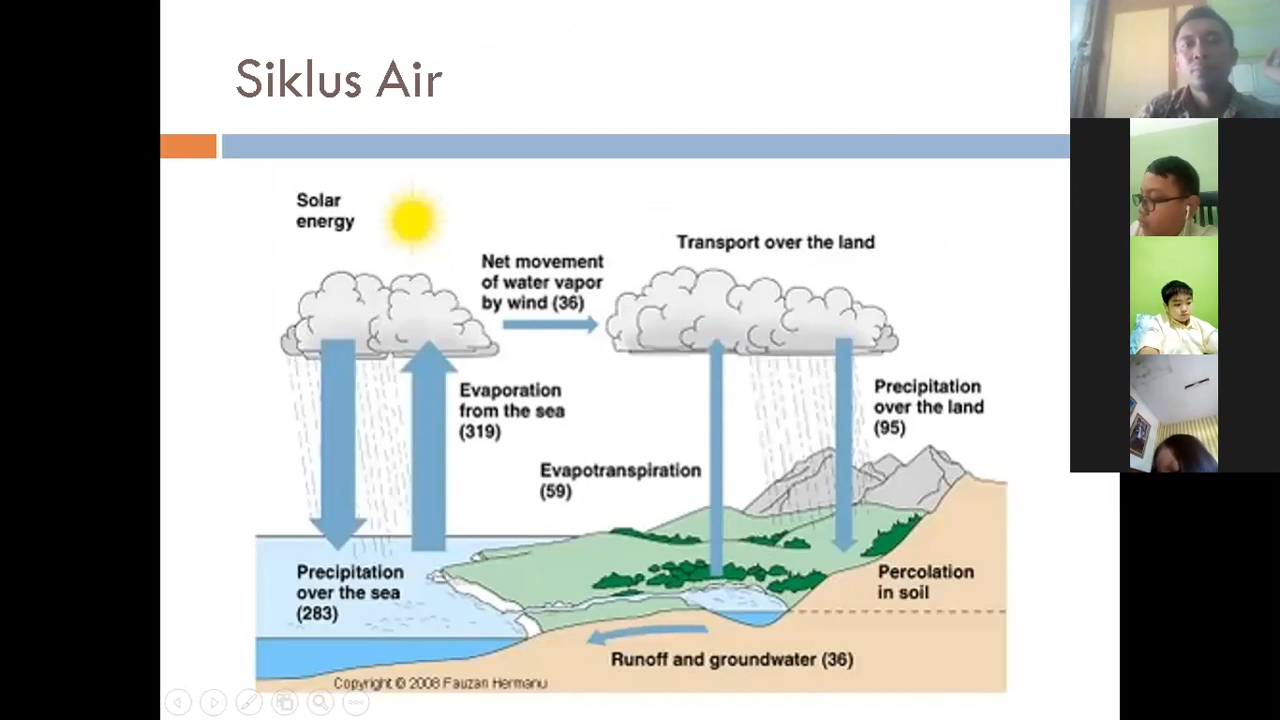 Siklus Air
Solar
energy
Net movement
of water vapor
by wind (36)
Transport over the land
Evaporation
from the sea
(319)
Precipitation
over the land
(95)
Evapotranspiration
(59)
Precipitation
over the sea
(283)
Percolation
in soil
Runoff and groundwater (36)
Copyright © 2008 Fauzan Hermanu